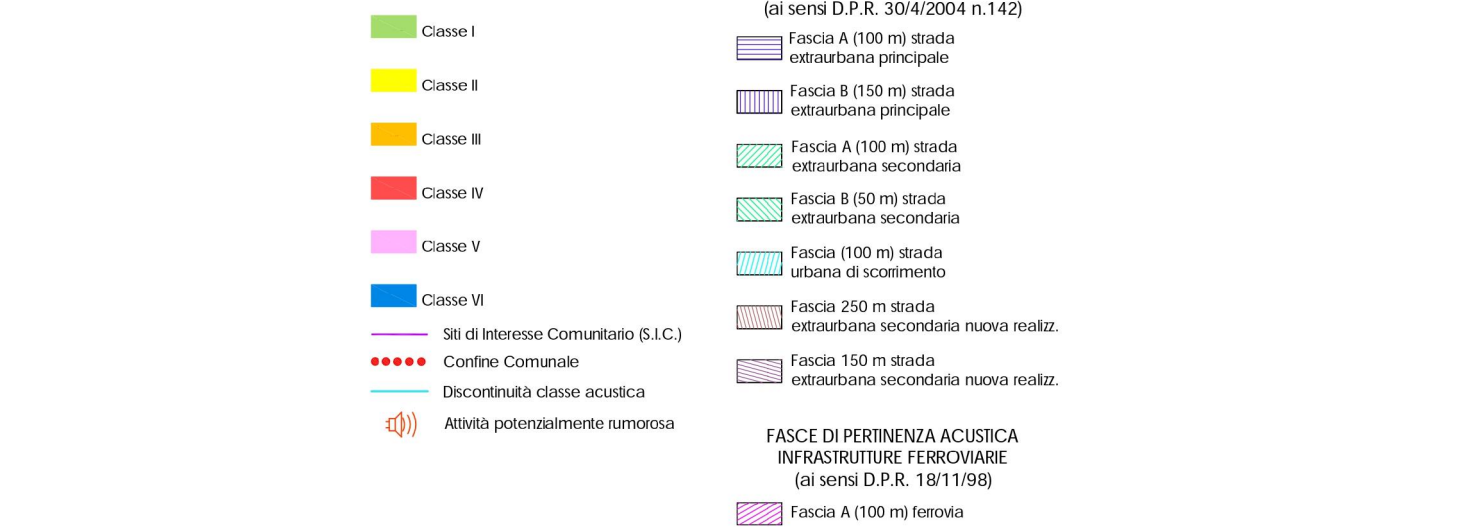 Classe I
Classe II
Classe III
Classe IV
Classe V
Classe VI
Siti di Interesse Comunitario (S.I.C.)
Confine Comunale
Discontinuità classe acustica
Attività potenzialmente rumorosa
(ai sensi D.P.R. 30/4/2004 n.142)
Fascia A (100 m) strada
extraurbana principale
Fascia B (150 m) strada
extraurbana principale
Fascia A (100 m) strada
extraurbana secondaria
Fascia B (50 m) strada
extraurbana secondaria
Fascia (100 m) strada
urbana di scorrimento
Fascia 250 m strada
extraurbana secondaria nuova realizz.
Fascia 150 m strada
extraurbana secondaria nuova realizz.
FASCE DI PERTINENZA ACUSTICA
INFRASTRUTTURE FERROVIARIE
(ai sensi D.P.R. 18/11/98)
Fascia A (100 m) ferrovia